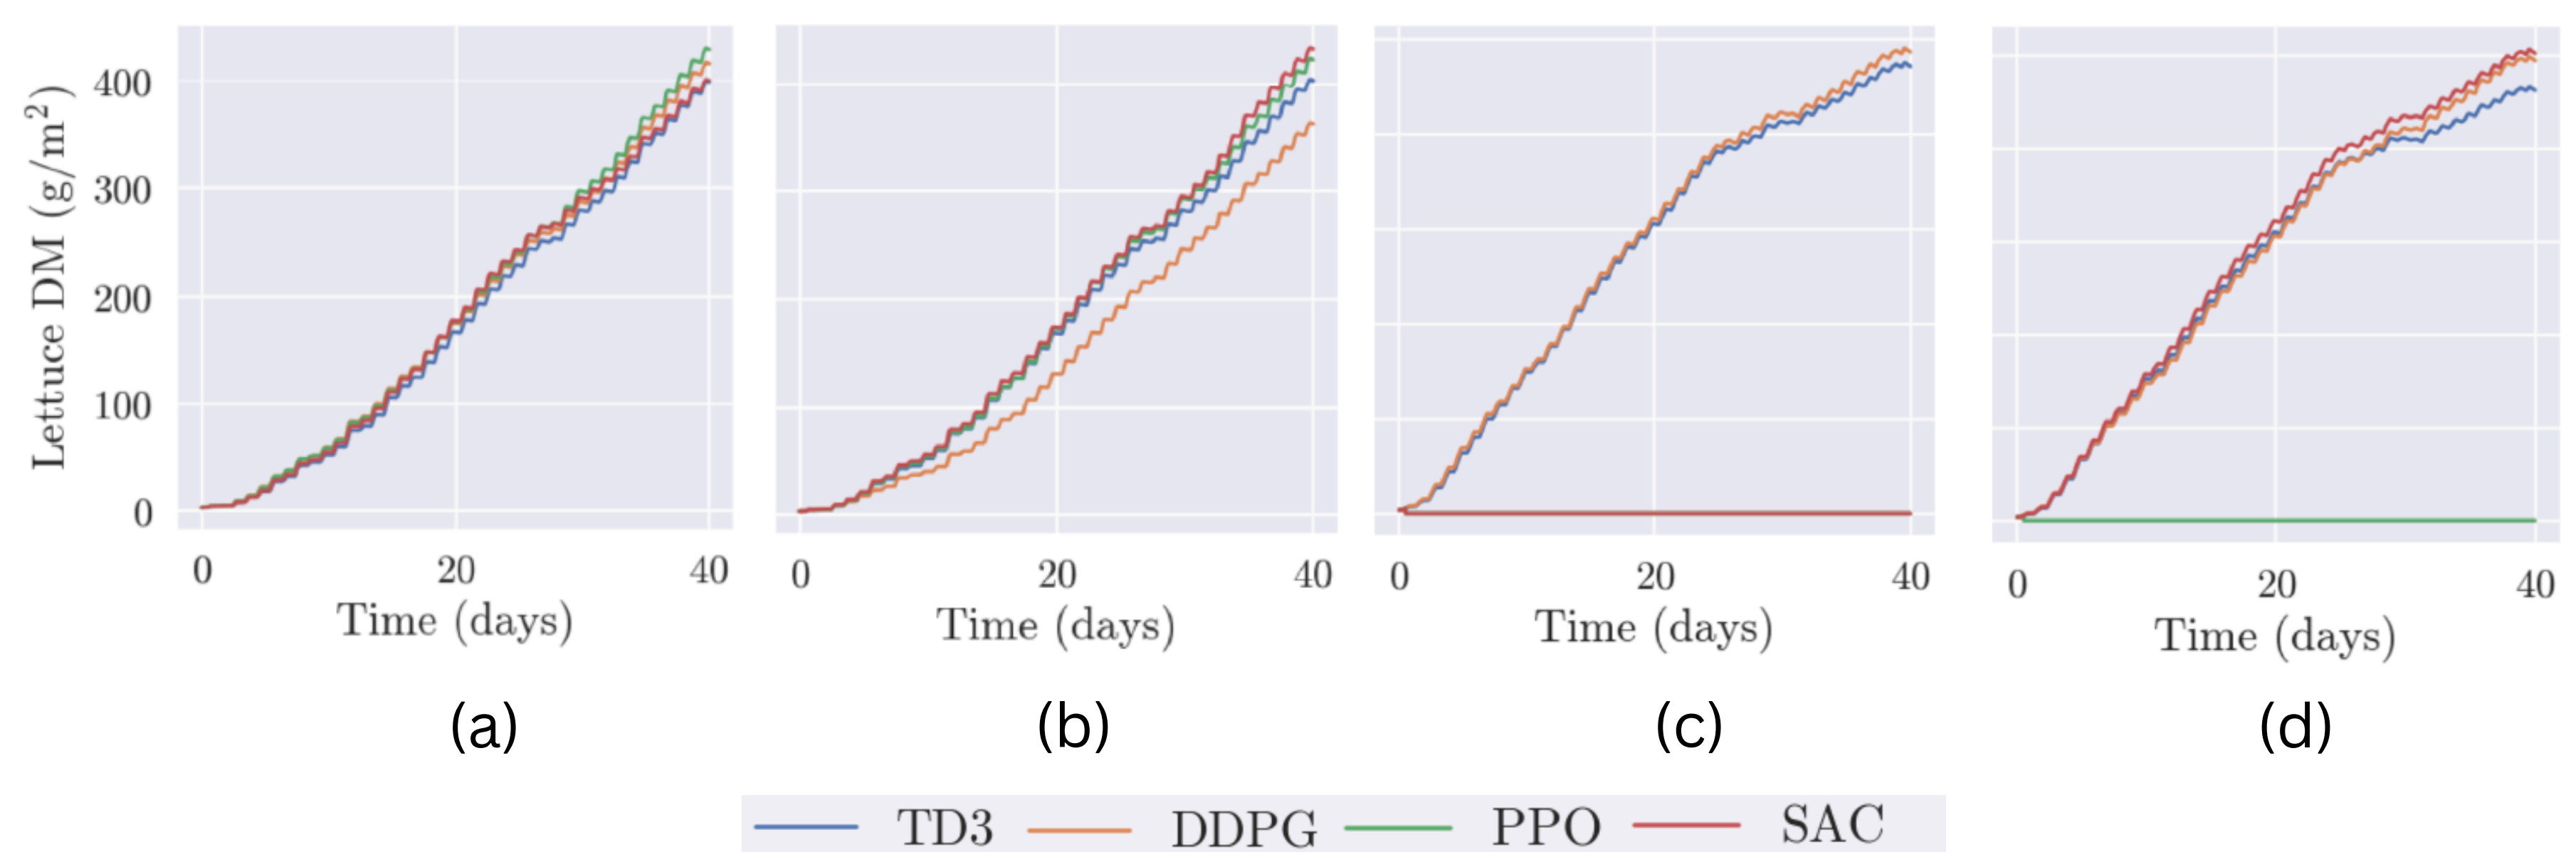 Lettuce DM (g/m²)
400
300
200
100
0
0 20 40
Time (days)
(a)
0 20 40
Time (days)
(b)
0 20 40
Time (days)
(c)
0 20 40
Time (days)
(d)
TD3 DDPG PPO SAC